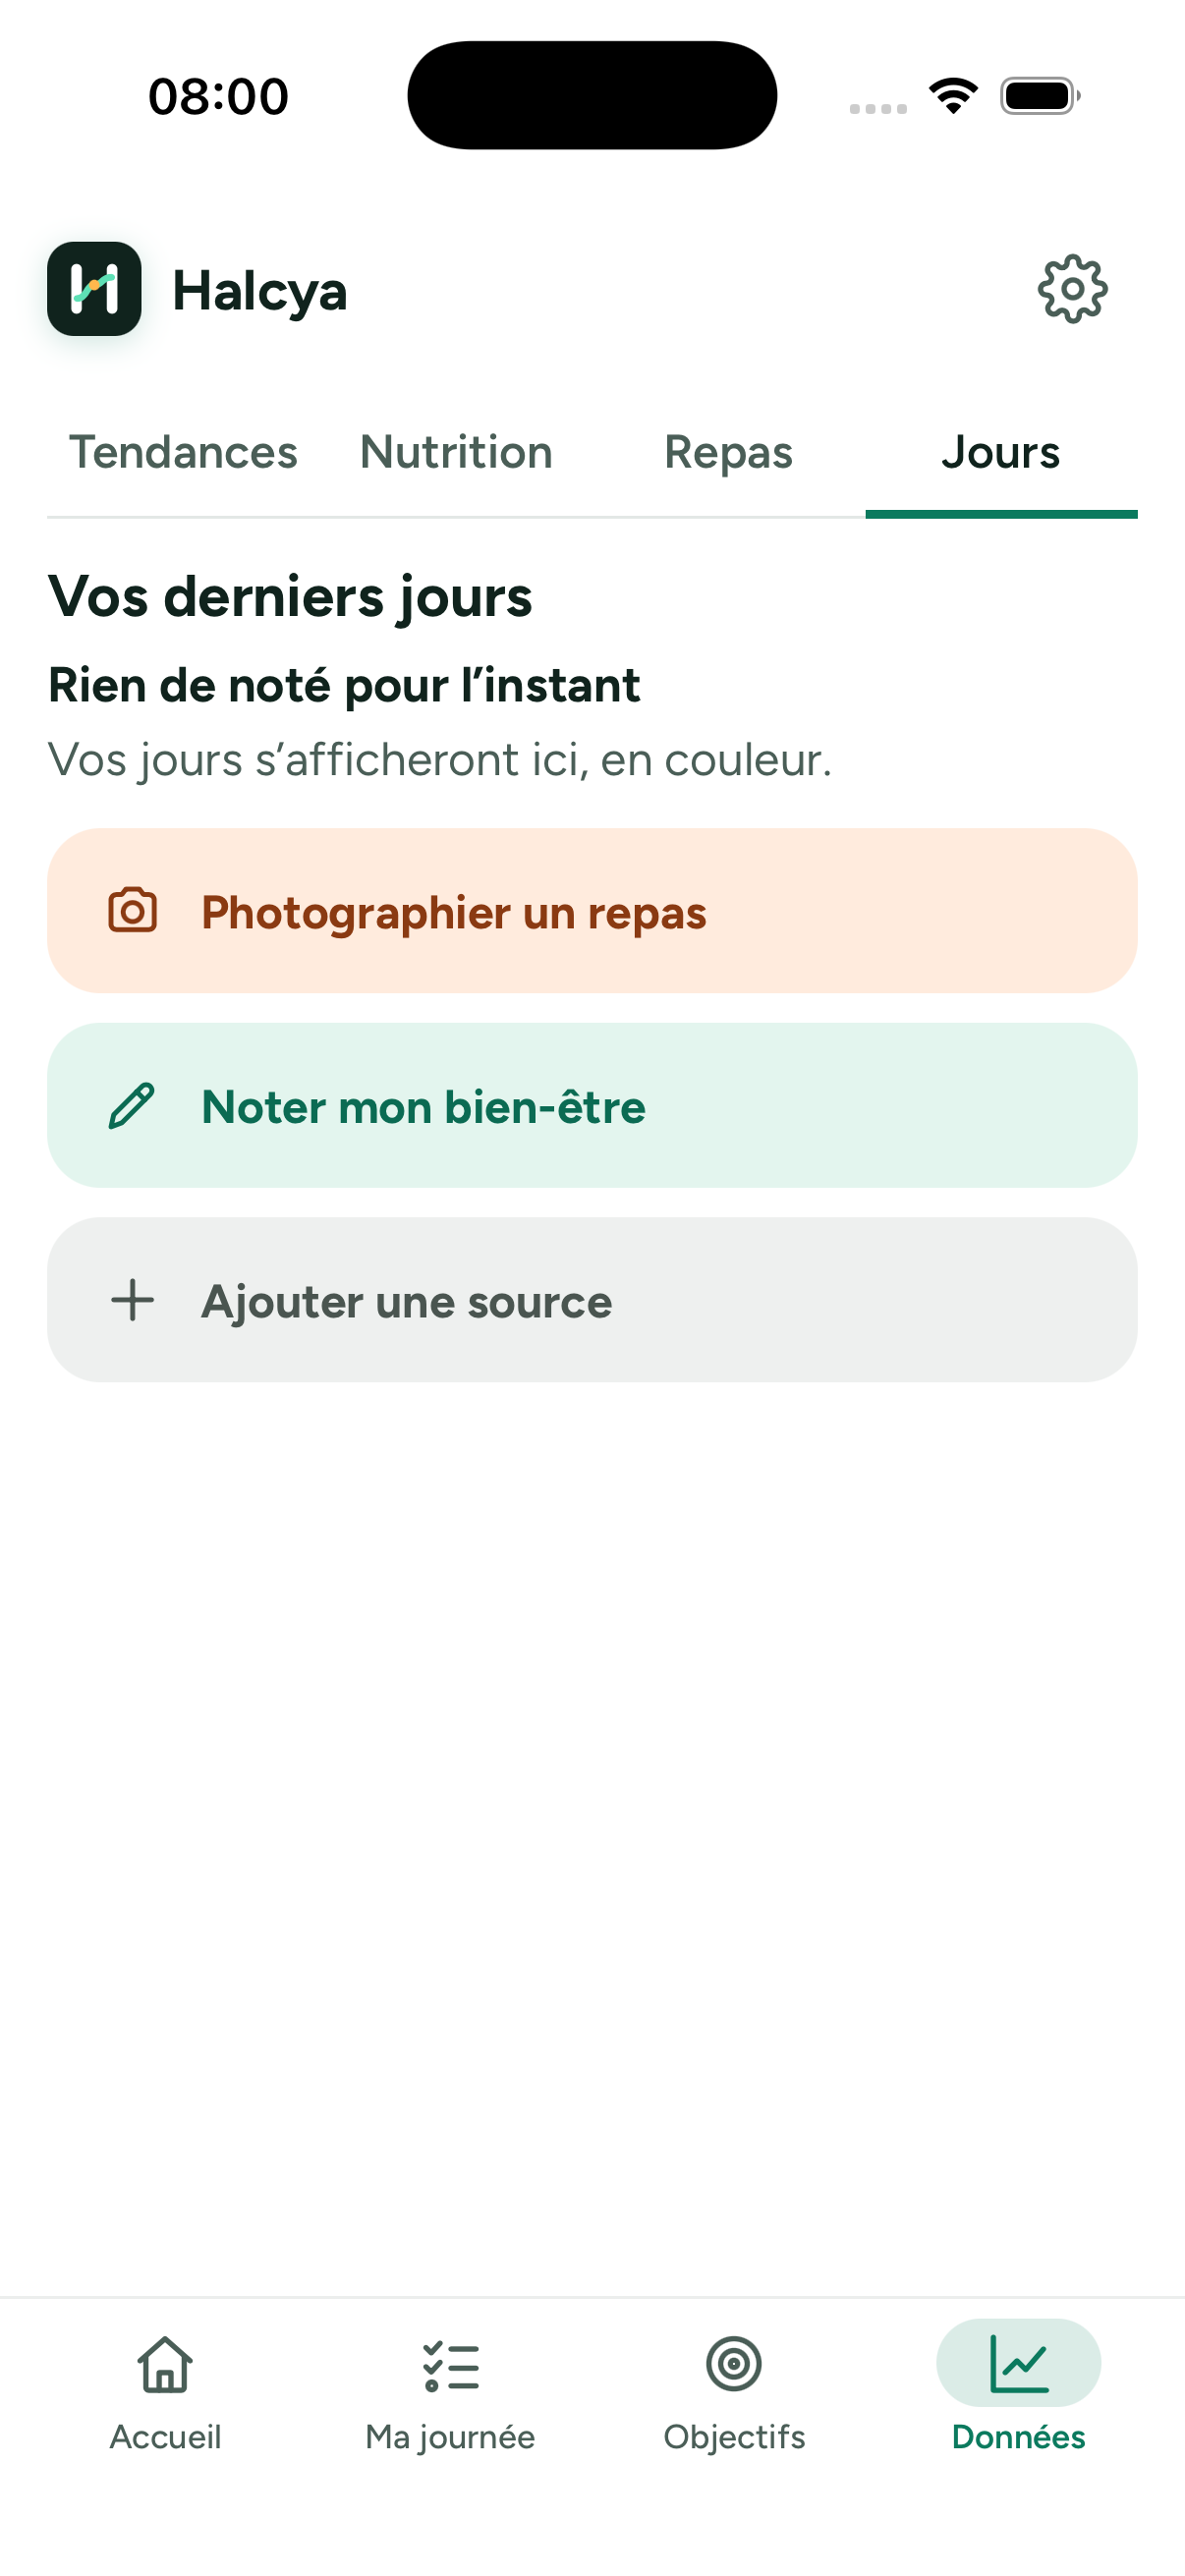 08:00
Halcya
Tendances Nutrition Repas Jours
Vos derniers jours
Rien de noté pour l’instant
Vos jours s’afficheront ici, en couleur.
Photographier un repas
Noter mon bien-être
Ajouter une source
Accueil Ma journée Objectifs Données